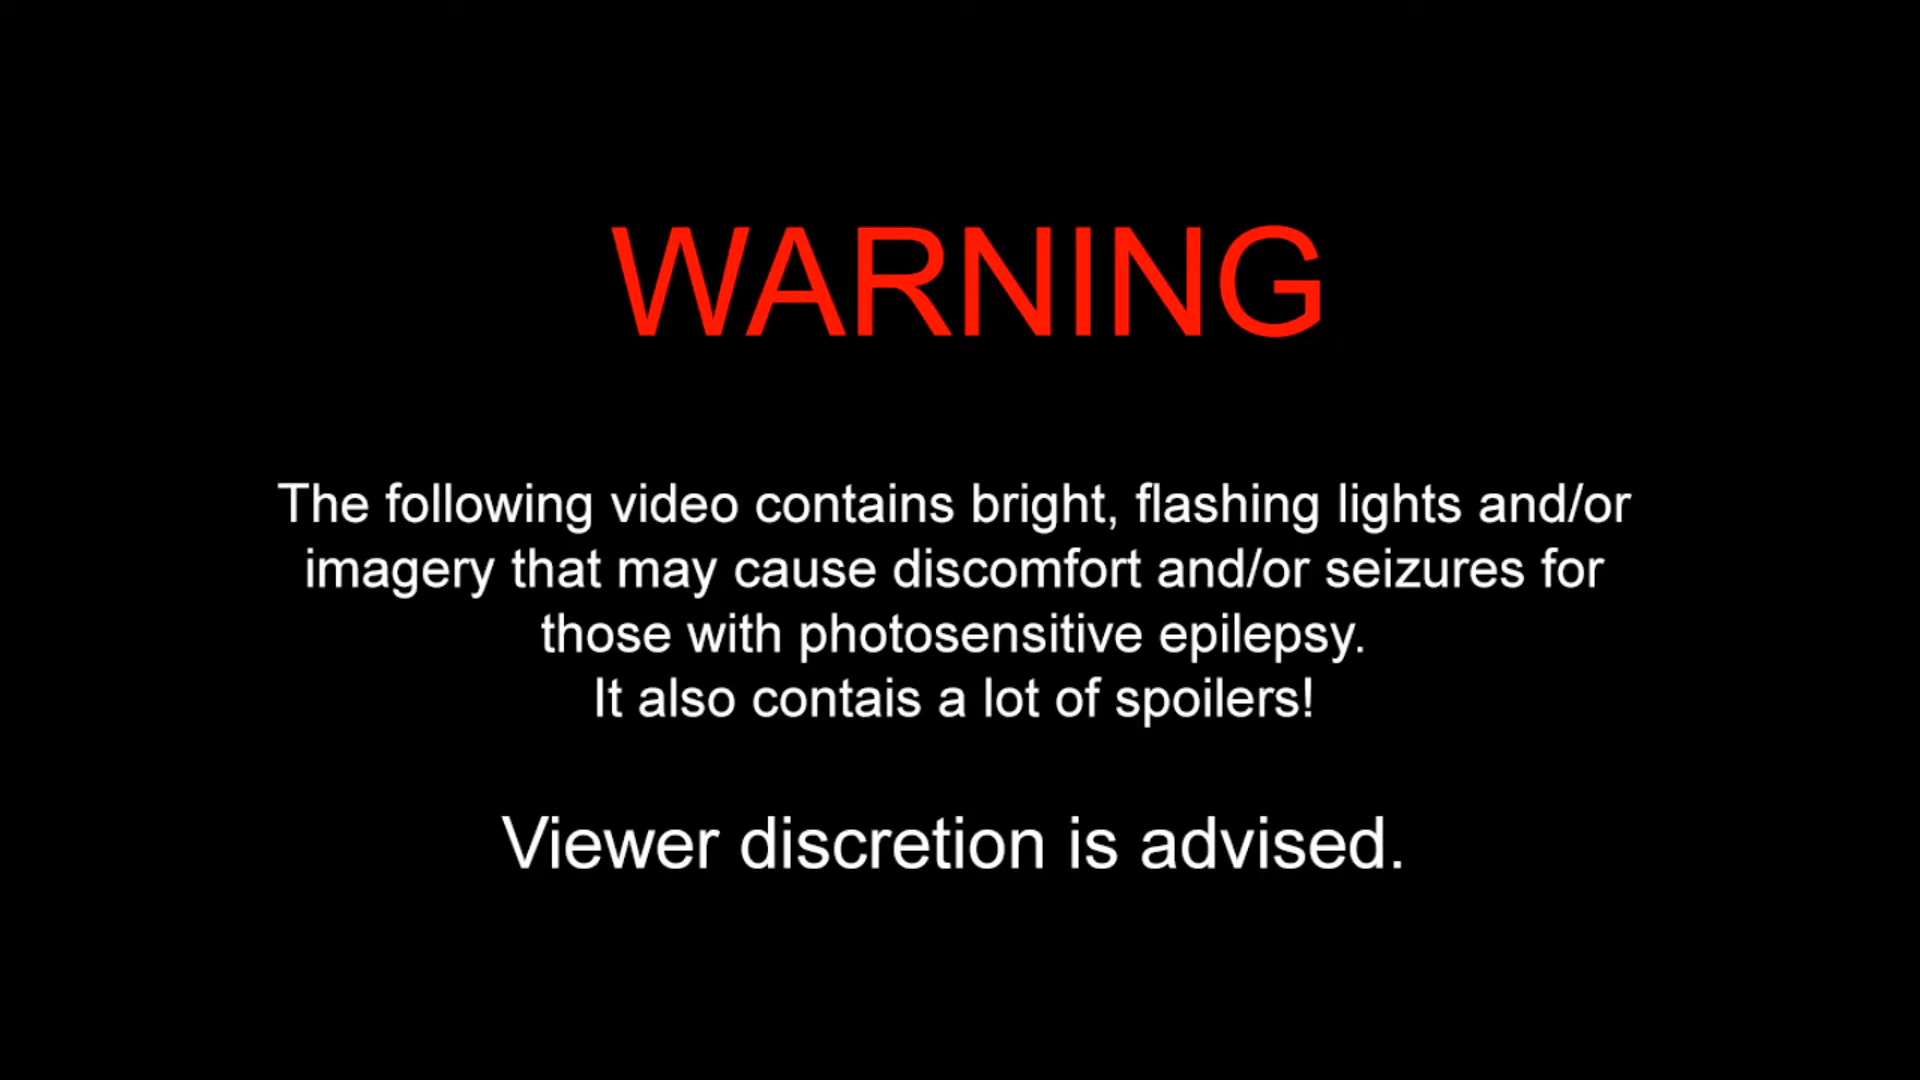 WARNING
The following video contains bright, flashing lights and/or
imagery that may cause discomfort and/or seizures for
those with photosensitive epilepsy.
It also contais a lot of spoilers!
Viewer discretion is advised.